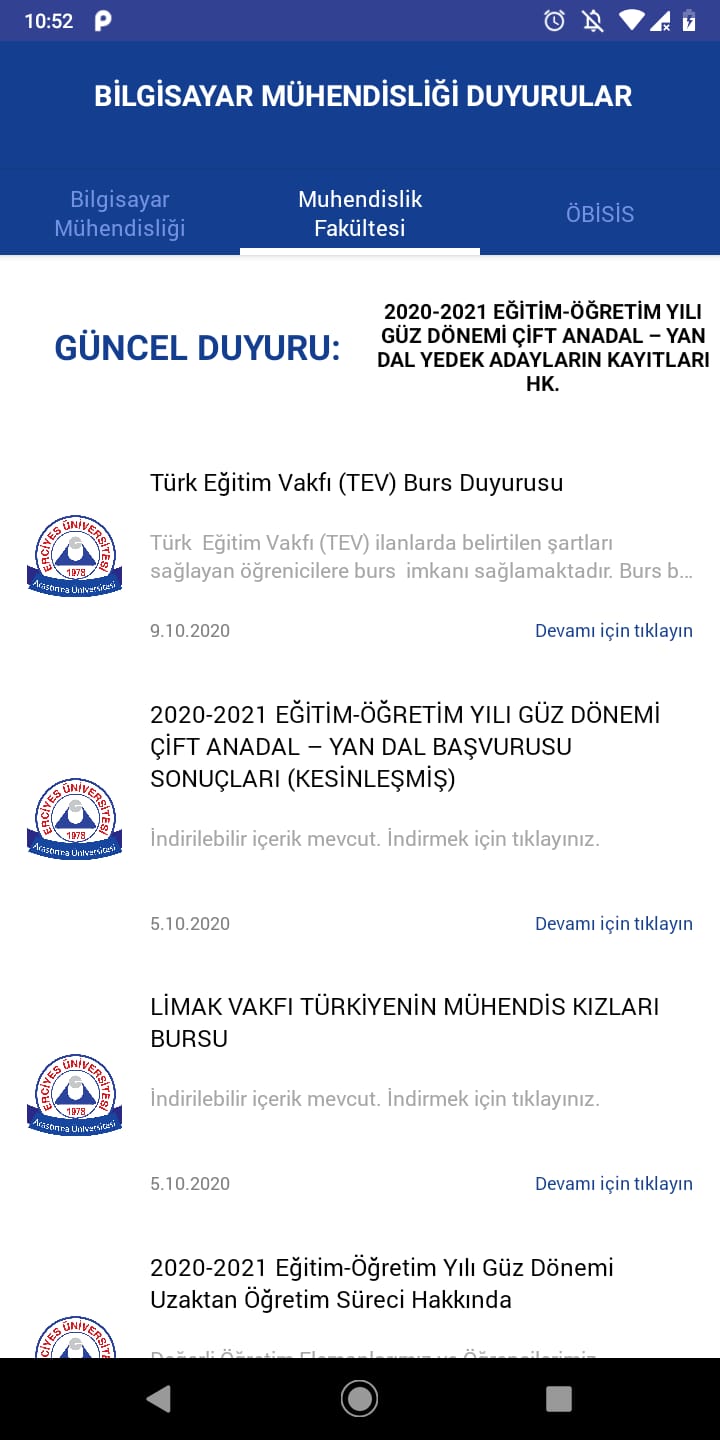 10:52
BİLGİSAYAR MÜHENDİSLİĞİ DUYURULAR
Bilgisayar
Mühendisliği
Muhendislik
Fakültesi
ÖBİSİS
GÜNCEL DUYURU:
2020-2021 EĞİTİM-ÖĞRETİM YILI
GÜZ DÖNEMİ ÇİFT ANADAL – YAN
DAL YEDEK ADAYLARIN KAYITLARI
HK.
Türk Eğitim Vakfı (TEV) Burs Duyurusu
ERCİYES ÜNİVERSİTESİ
1978
Araştırma Üniversitesi
Türk  Eğitim Vakfı (TEV) ilanlarda belirtilen şartları
sağlayan öğrenicilere burs  imkanı sağlamaktadır. Burs b...
9.10.2020
Devamı için tıklayın
2020-2021 EĞİTİM-ÖĞRETİM YILI GÜZ DÖNEMİ
ÇİFT ANADAL – YAN DAL BAŞVURUSU
SONUÇLARI (KESİNLEŞMİŞ)
ERCİYES ÜNİVERSİTESİ
1978
Araştırma Üniversitesi
İndirilebilir içerik mevcut. İndirmek için tıklayınız.
5.10.2020
Devamı için tıklayın
LİMAK VAKFI TÜRKİYENİN MÜHENDİS KIZLARI
BURSU
ERCİYES ÜNİVERSİTESİ
1978
Araştırma Üniversitesi
İndirilebilir içerik mevcut. İndirmek için tıklayınız.
5.10.2020
Devamı için tıklayın
2020-2021 Eğitim-Öğretim Yılı Güz Dönemi
Uzaktan Öğretim Süreci Hakkında
Değerli Öğretim Elemanlarımız ve Öğrencilerimiz